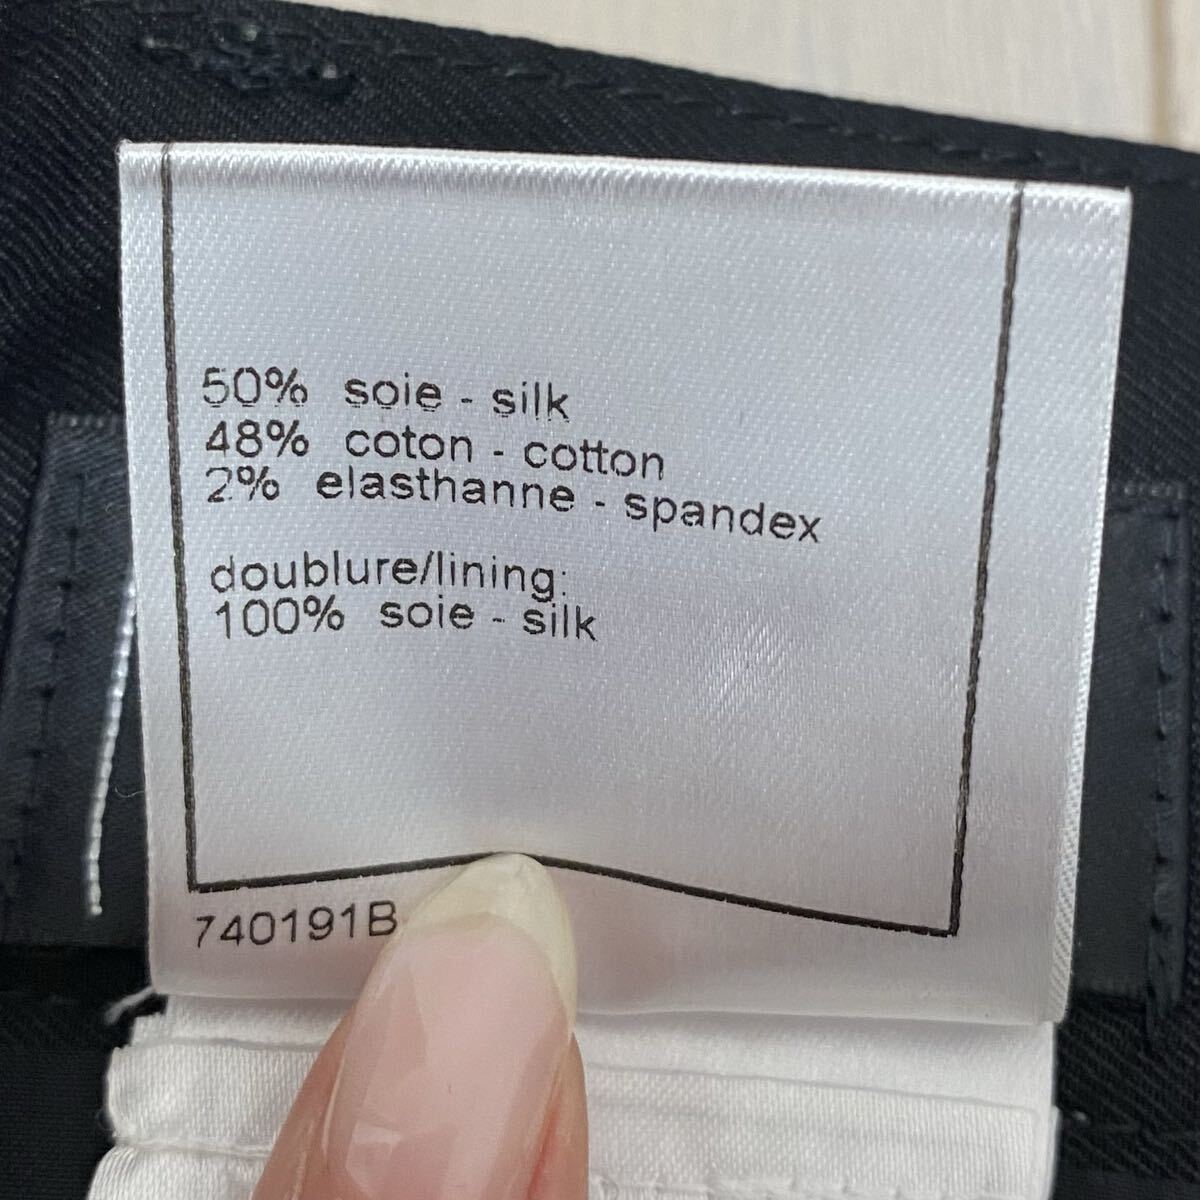 50% soie - silk
48% coton - cotton
2% elasthanne - spandex
doublure/lining:
100% soie - silk
740191B